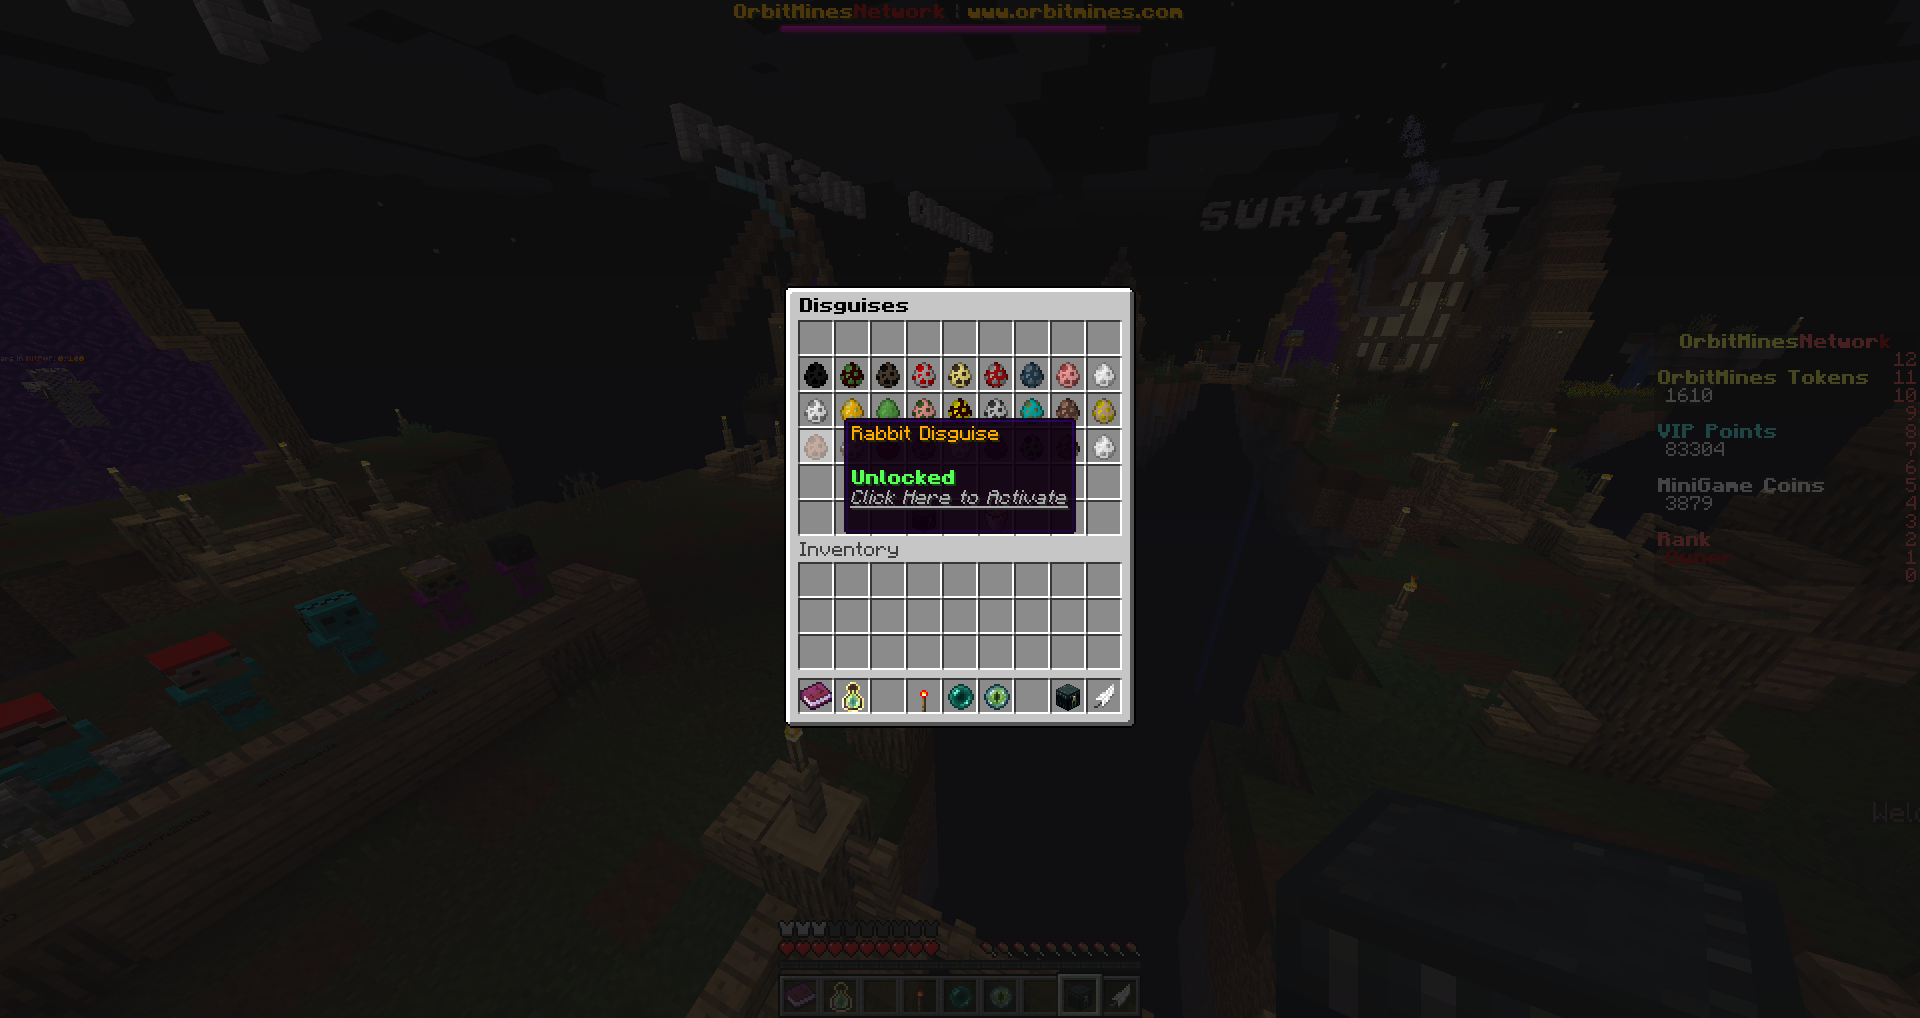 OrbitMinesNetwork | www.orbitmines.com
SURVIVAL
Disguises
Rabbit Disguise
Unlocked
Click Here to Activate
Inventory
OrbitMinesNetwork
12
OrbitMines Tokens 11
1610 10
9
VIP Points 8
83304 7
6
MiniGame Coins 5
3879 4
3
Rank 2
Owner 1
0